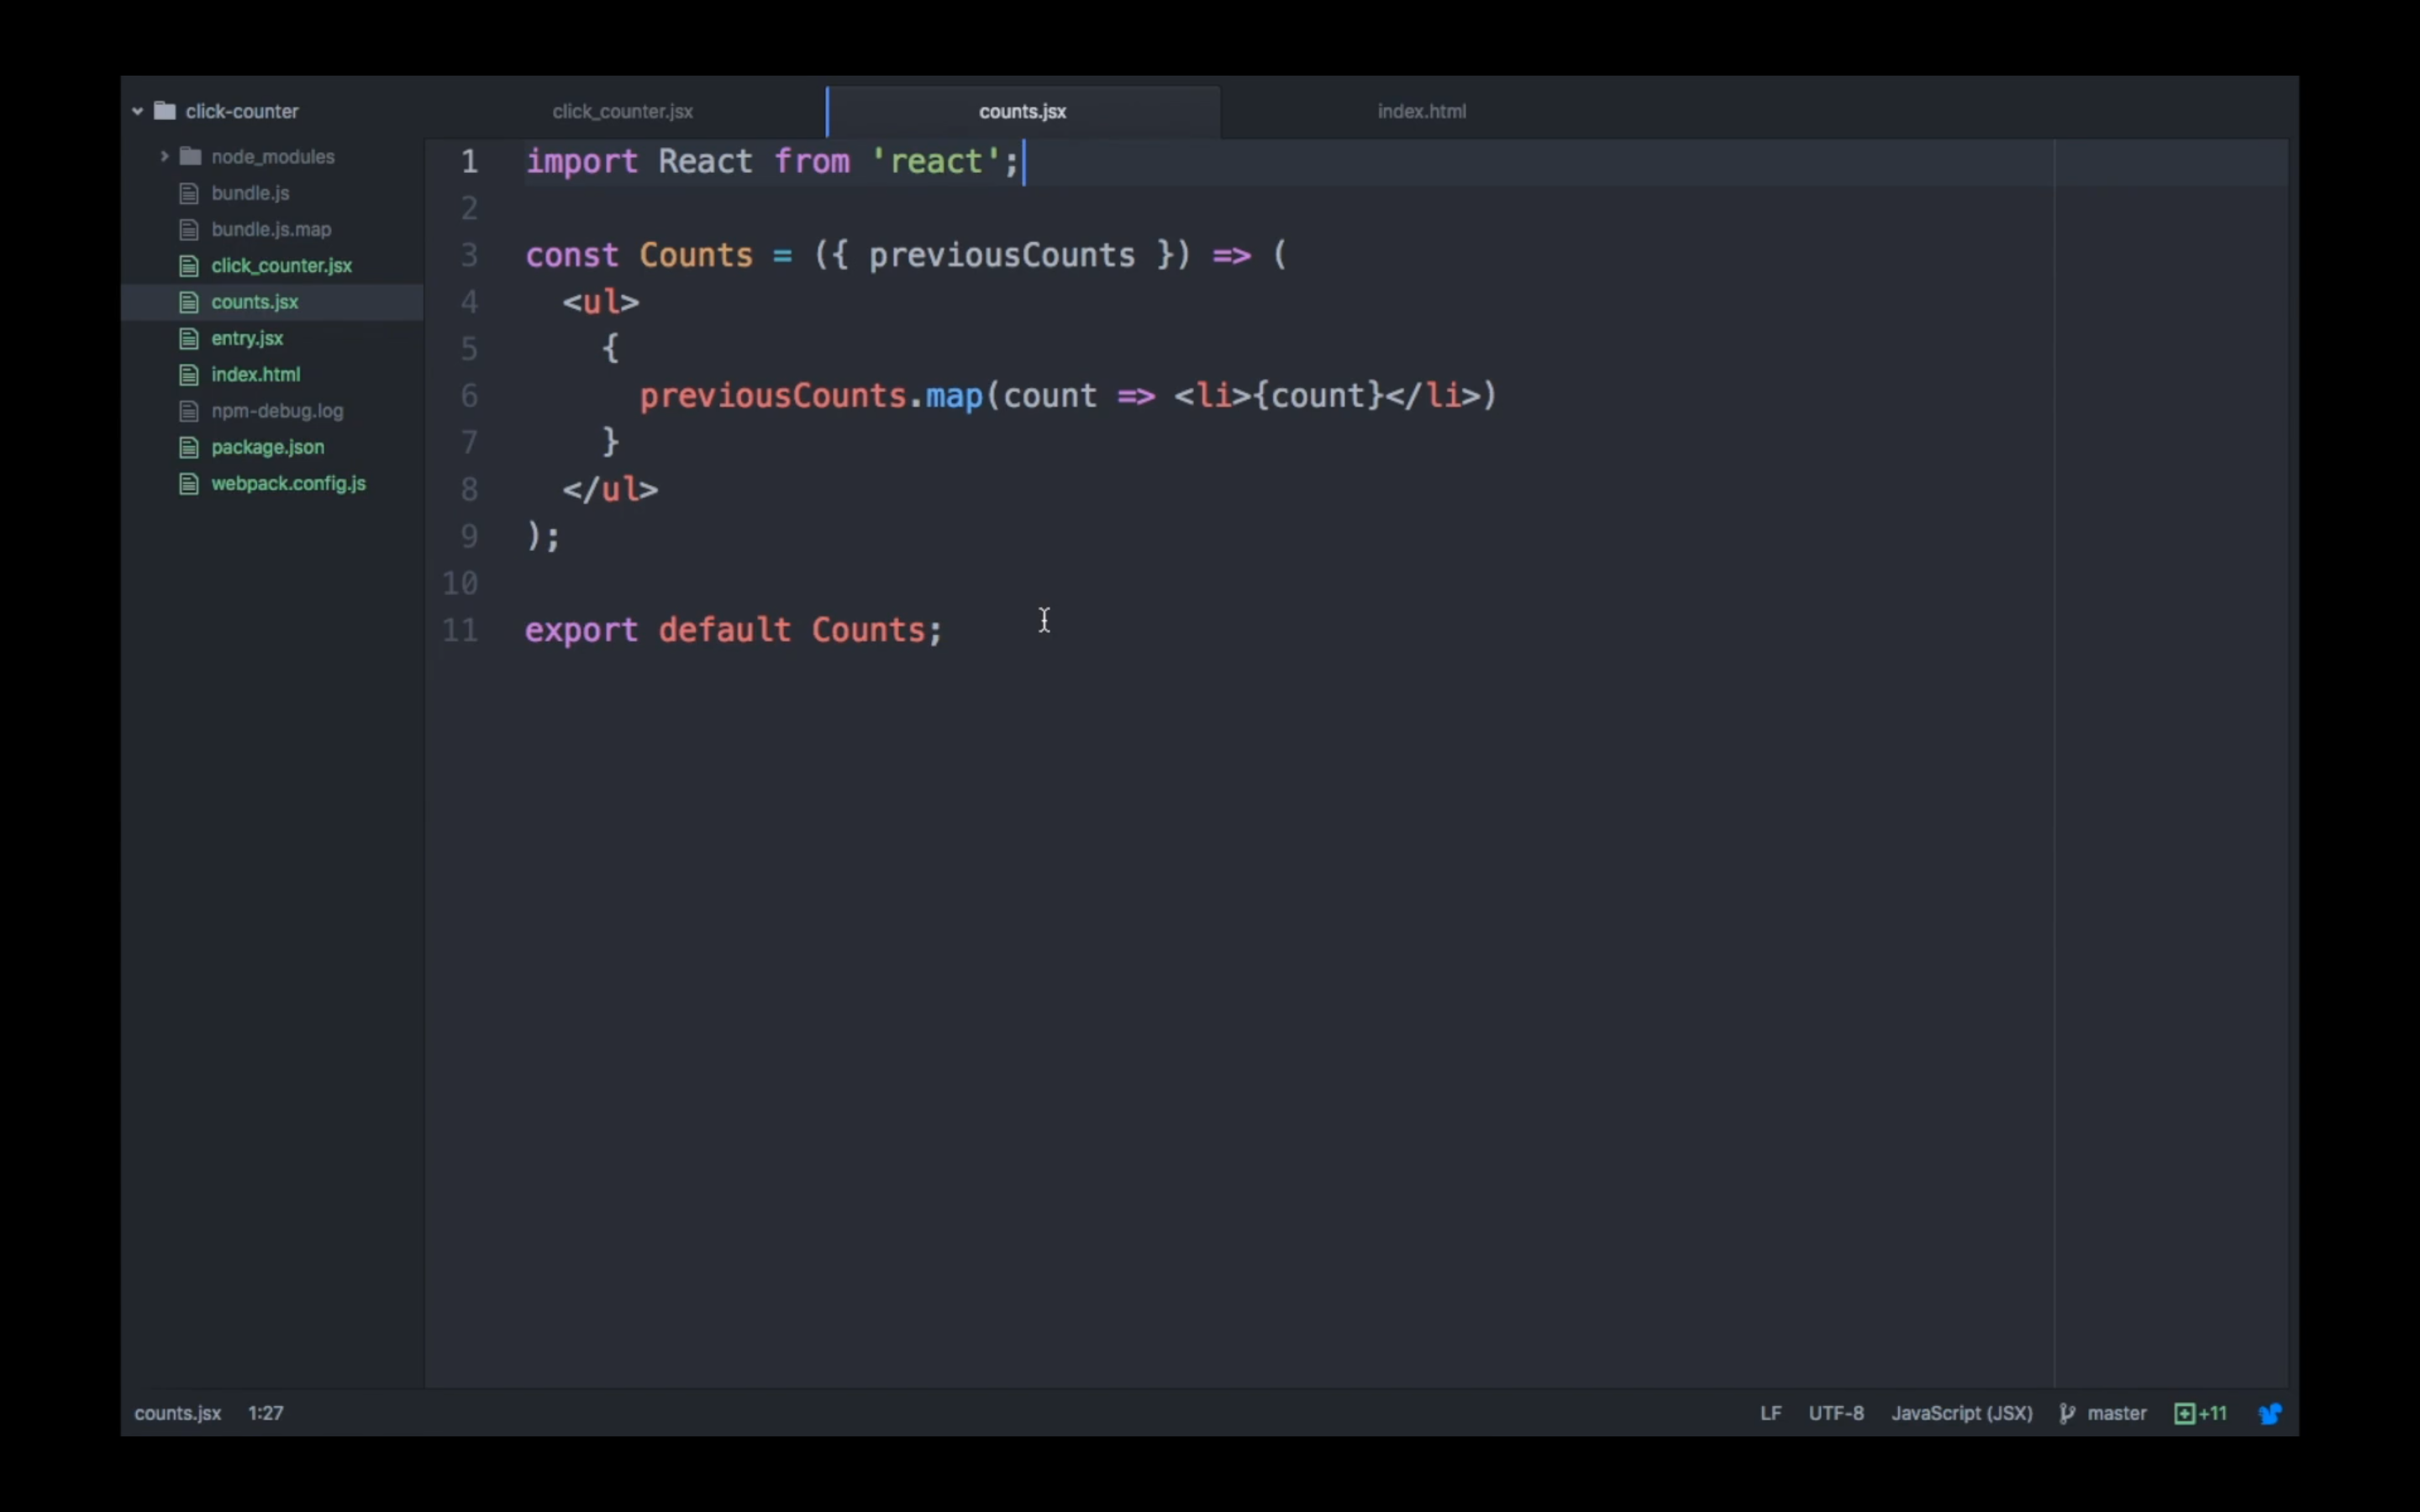 click-counter
node_modules
bundle.js
bundle.js.map
click_counter.jsx
counts.jsx
entry.jsx
index.html
npm-debug.log
package.json
webpack.config.js
click_counter.jsx counts.jsx index.html
1 import React from 'react';
2
3 const Counts = ({ previousCounts }) => (
4 <ul>
5 {
6 previousCounts.map(count => <li>{count}</li>)
7 }
8 </ul>
9 );
10
11 export default Counts;
counts.jsx 1:27 LF UTF-8 JavaScript (JSX) master +11